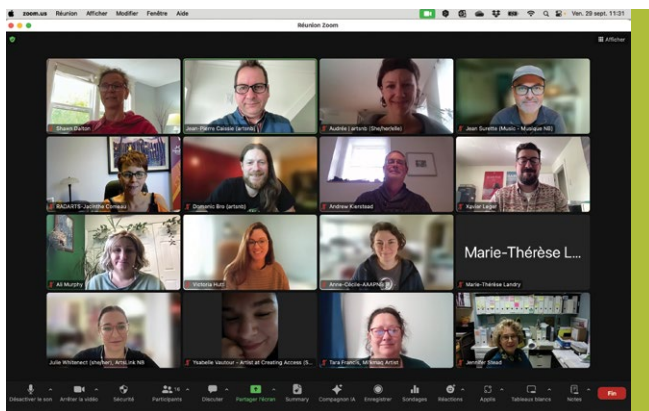 zoom.us Réunion Afficher Modifier Fenêtre Aide
Ven. 29 sept. 11:31
Réunion Zoom
Afficher
Shawn Dalton
Jean-Pierre Caissie (artsnb)
Audrée | artsnb (She/her/elle)
Jean Surette (Music - Musique NB)
RADARTS-Jacinthe Comeau
Domenic Bro (artsnb)
Andrew Kierstead
Xavier Leger
Ali Murphy
Victoria Hutt
Anne-Cécile-AAAPNB
Marie-Thérèse L...
Marie-Thérèse Landry
Julie Whitenect (she/her), ArtsLink NB
Ysabelle Vautour - Artist at Creating Access (S...
Tara Francis, Mi'kmaq Artist
Jennifer Stead
16
Désactiver le son Arrêter la vidéo Sécurité Participants Discuter Partager l'écran Summary Compagnon IA Enregistrer Sondages Réactions Applis Tableaux blancs Notes Fin